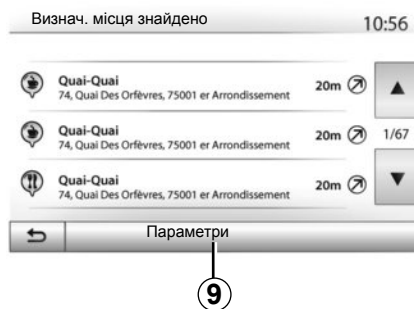 Визнач. місця знайдено 10:56
Quai-Quai
74, Quai Des Orfèvres, 75001 er Arrondissement
20m
Quai-Quai
74, Quai Des Orfèvres, 75001 er Arrondissement
20m
1/67
Quai-Quai
74, Quai Des Orfèvres, 75001 er Arrondissement
20m
Параметри
9